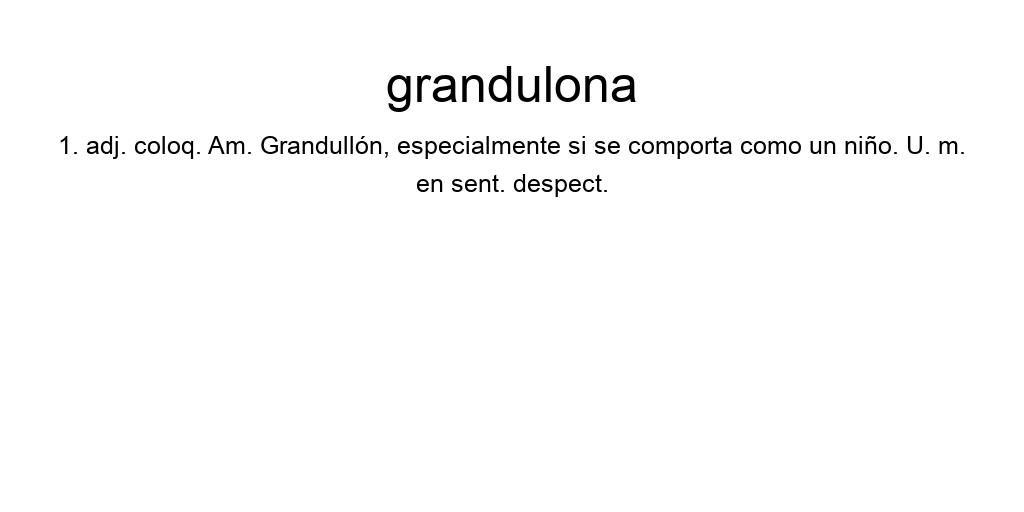 grandulona
1. adj. coloq. Am. Grandullón, especialmente si se comporta como un niño. U. m.
en sent. despect.